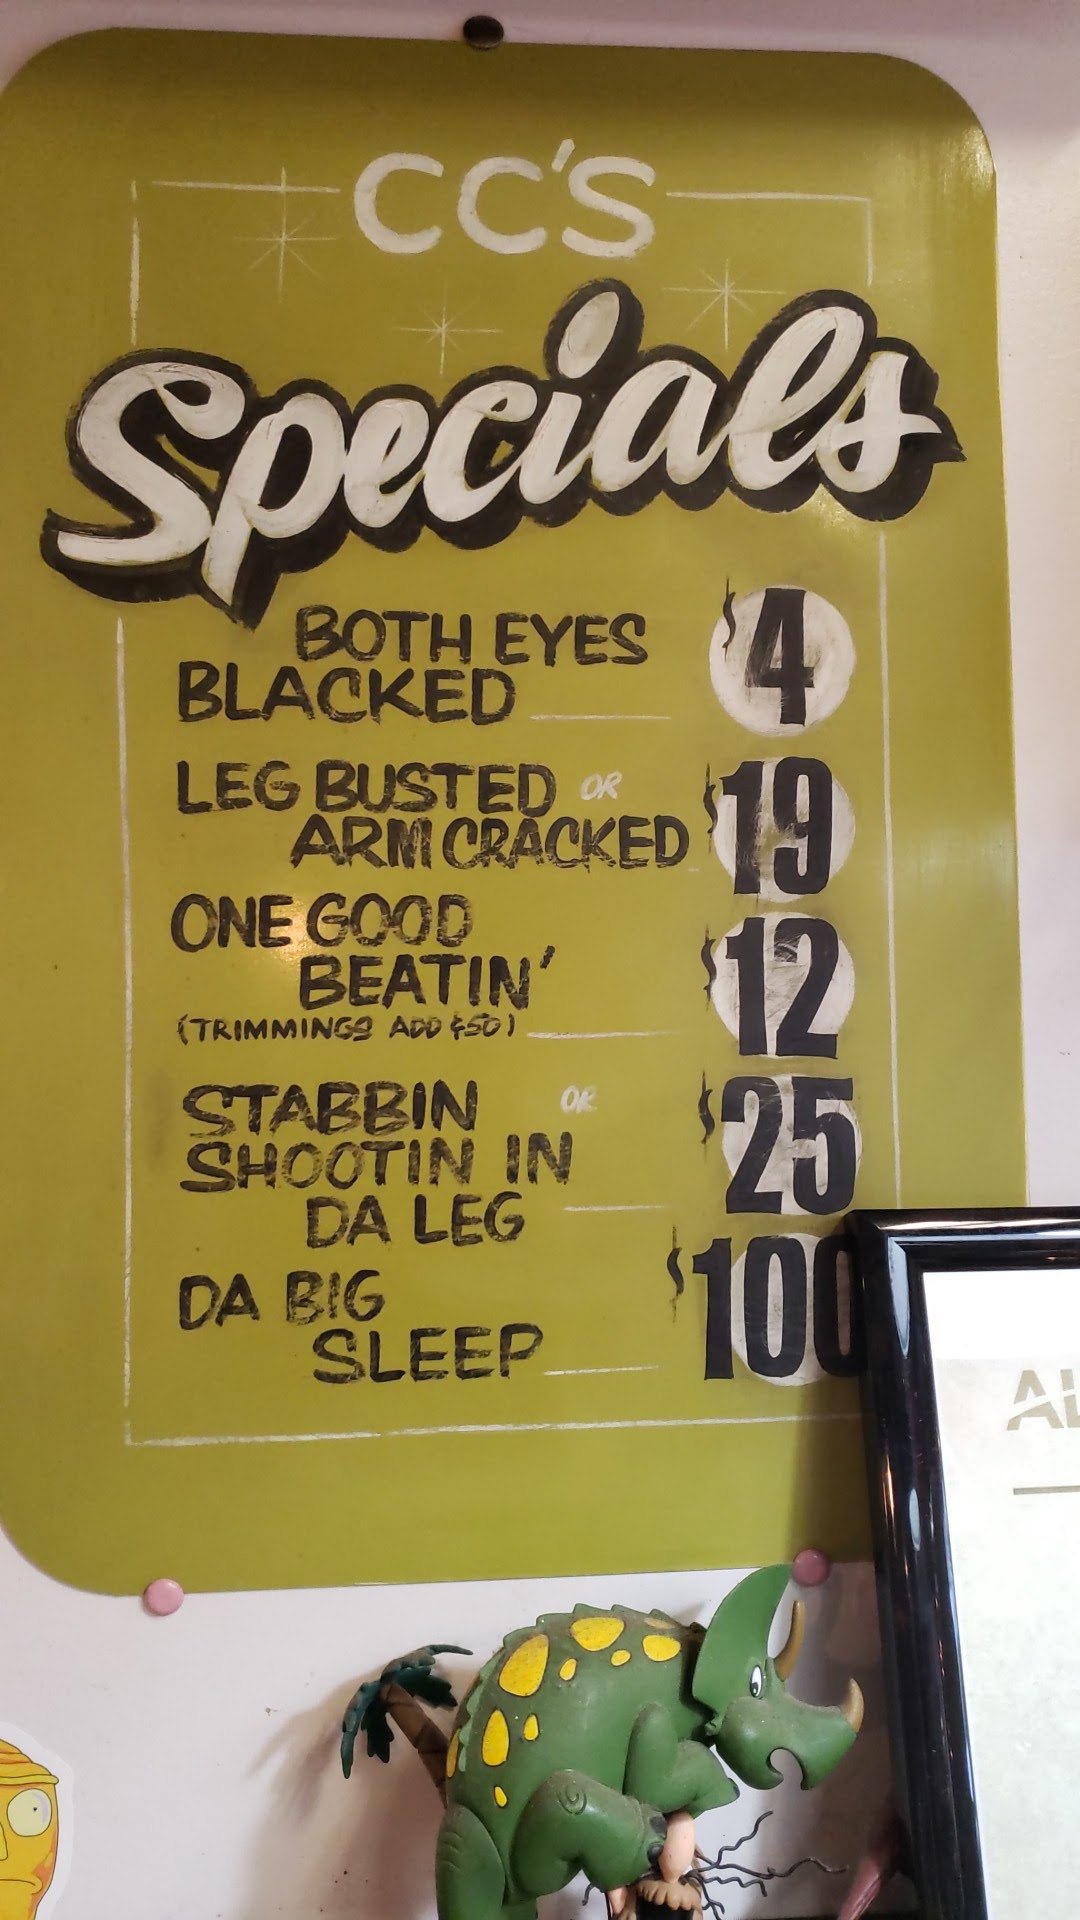 CC'S
Specials
BOTH EYES
BLACKED $4
LEG BUSTED OR
ARM CRACKED $19
ONE GOOD
BEATIN'
(TRIMMINGS ADD $50) $12
STABBIN OR
SHOOTIN IN
DA LEG $25
DA BIG
SLEEP $100